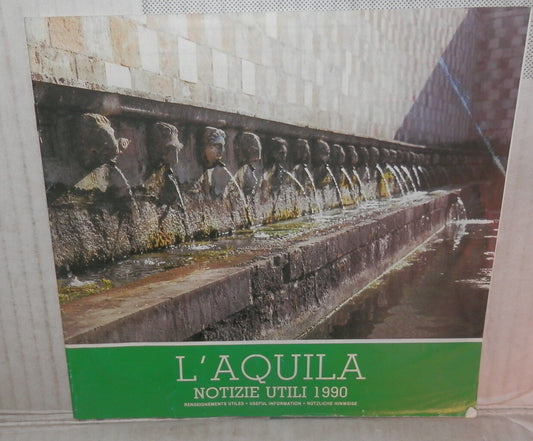 L'AQUILA
NOTIZIE UTILI 1990
RENSEIGNEMENTS UTILES • USEFUL INFORMATION • NÜTZLICHE HINWEISE